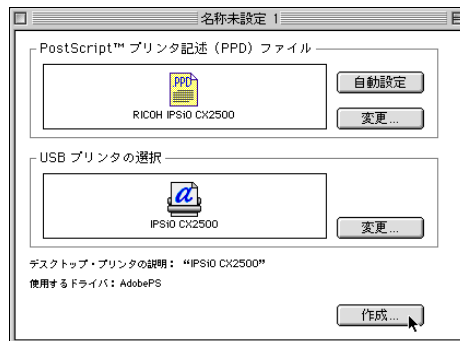 名称未設定 1
PostScript™ プリンタ記述（PPD）ファイル
PPD
自動設定
RICOH IPSiO CX2500
変更...
USB プリンタの選択
α
IPSiO CX2500
変更...
デスクトップ・プリンタの説明： “IPSiO CX2500”
使用するドライバ：AdobePS
作成...